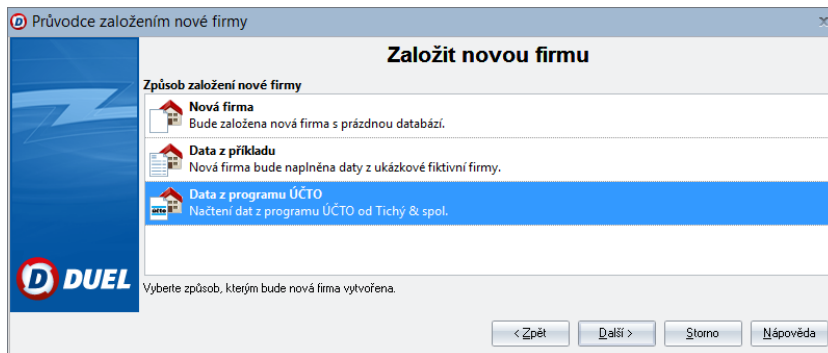 Průvodce založením nové firmy
Založit novou firmu
Způsob založení nové firmy
Nová firma
Bude založena nová firma s prázdnou databází.
Data z příkladu
Nová firma bude naplněna daty z ukázkové fiktivní firmy.
Data z programu ÚČTO
Načtení dat z programu ÚČTO od Tichý & spol.
účto
DUEL
Vyberte způsob, kterým bude nová firma vytvořena.
< Zpět
Další >
Storno
Nápověda